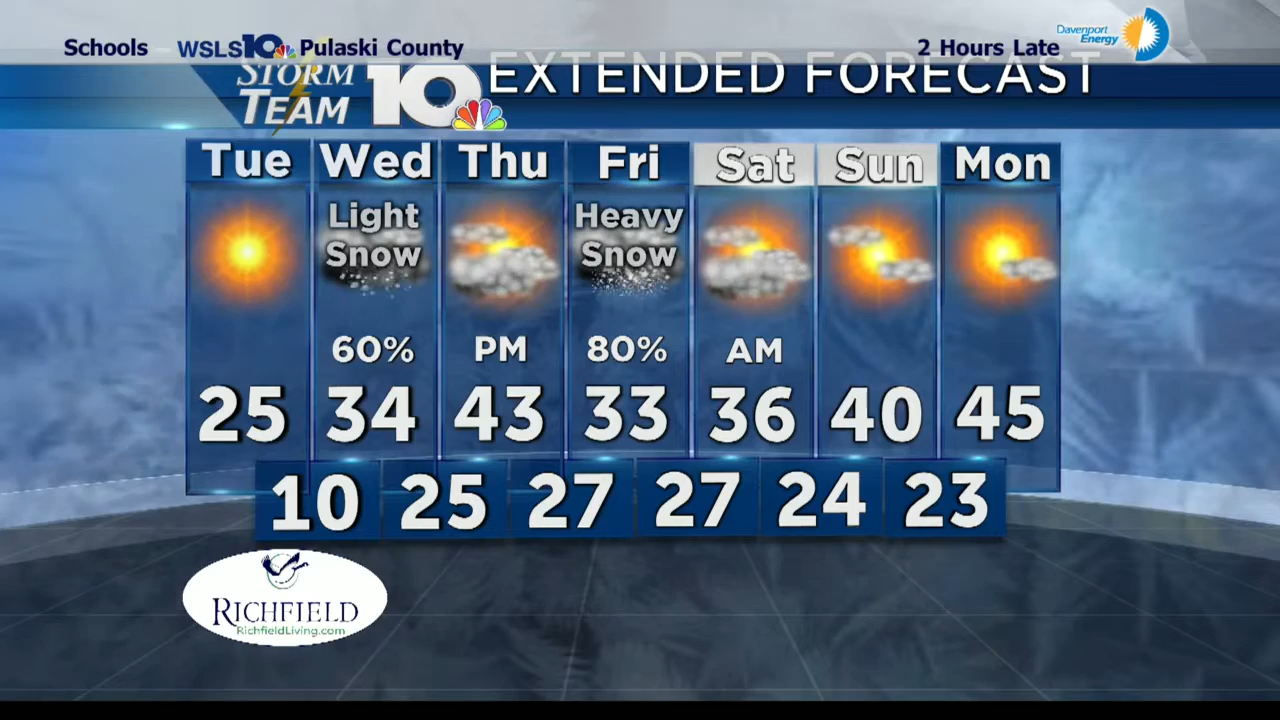 Schools WSLS10 Pulaski County 2 Hours Late Davenport Energy
STORM TEAM 10 EXTENDED FORECAST
Tue Wed Thu Fri Sat Sun Mon
Light Snow Heavy Snow
60% PM 80% AM
25 34 43 33 36 40 45
10 25 27 27 24 23
RICHFIELD
RichfieldLiving.com